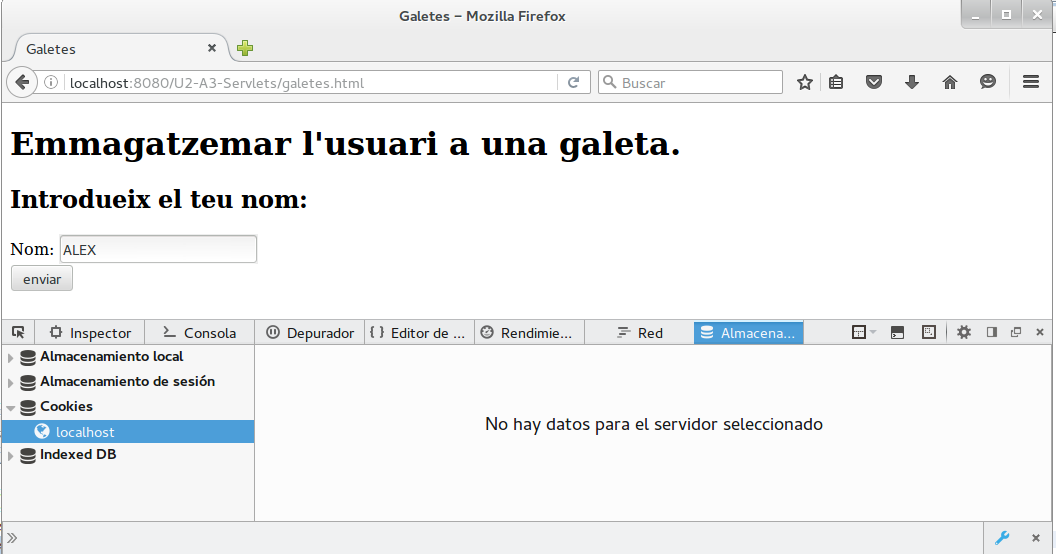 Galetes - Mozilla Firefox
Galetes
localhost:8080/U2-A3-Servlets/galetes.html
Buscar
Emmagatzemar l'usuari a una galeta.
Introdueix el teu nom:
Nom: ALEX
enviar
Inspector Consola Depurador Editor de ... Rendimie... Red Almacena...
Almacenamiento local
Almacenamiento de sesión
Cookies
localhost
Indexed DB
No hay datos para el servidor seleccionado